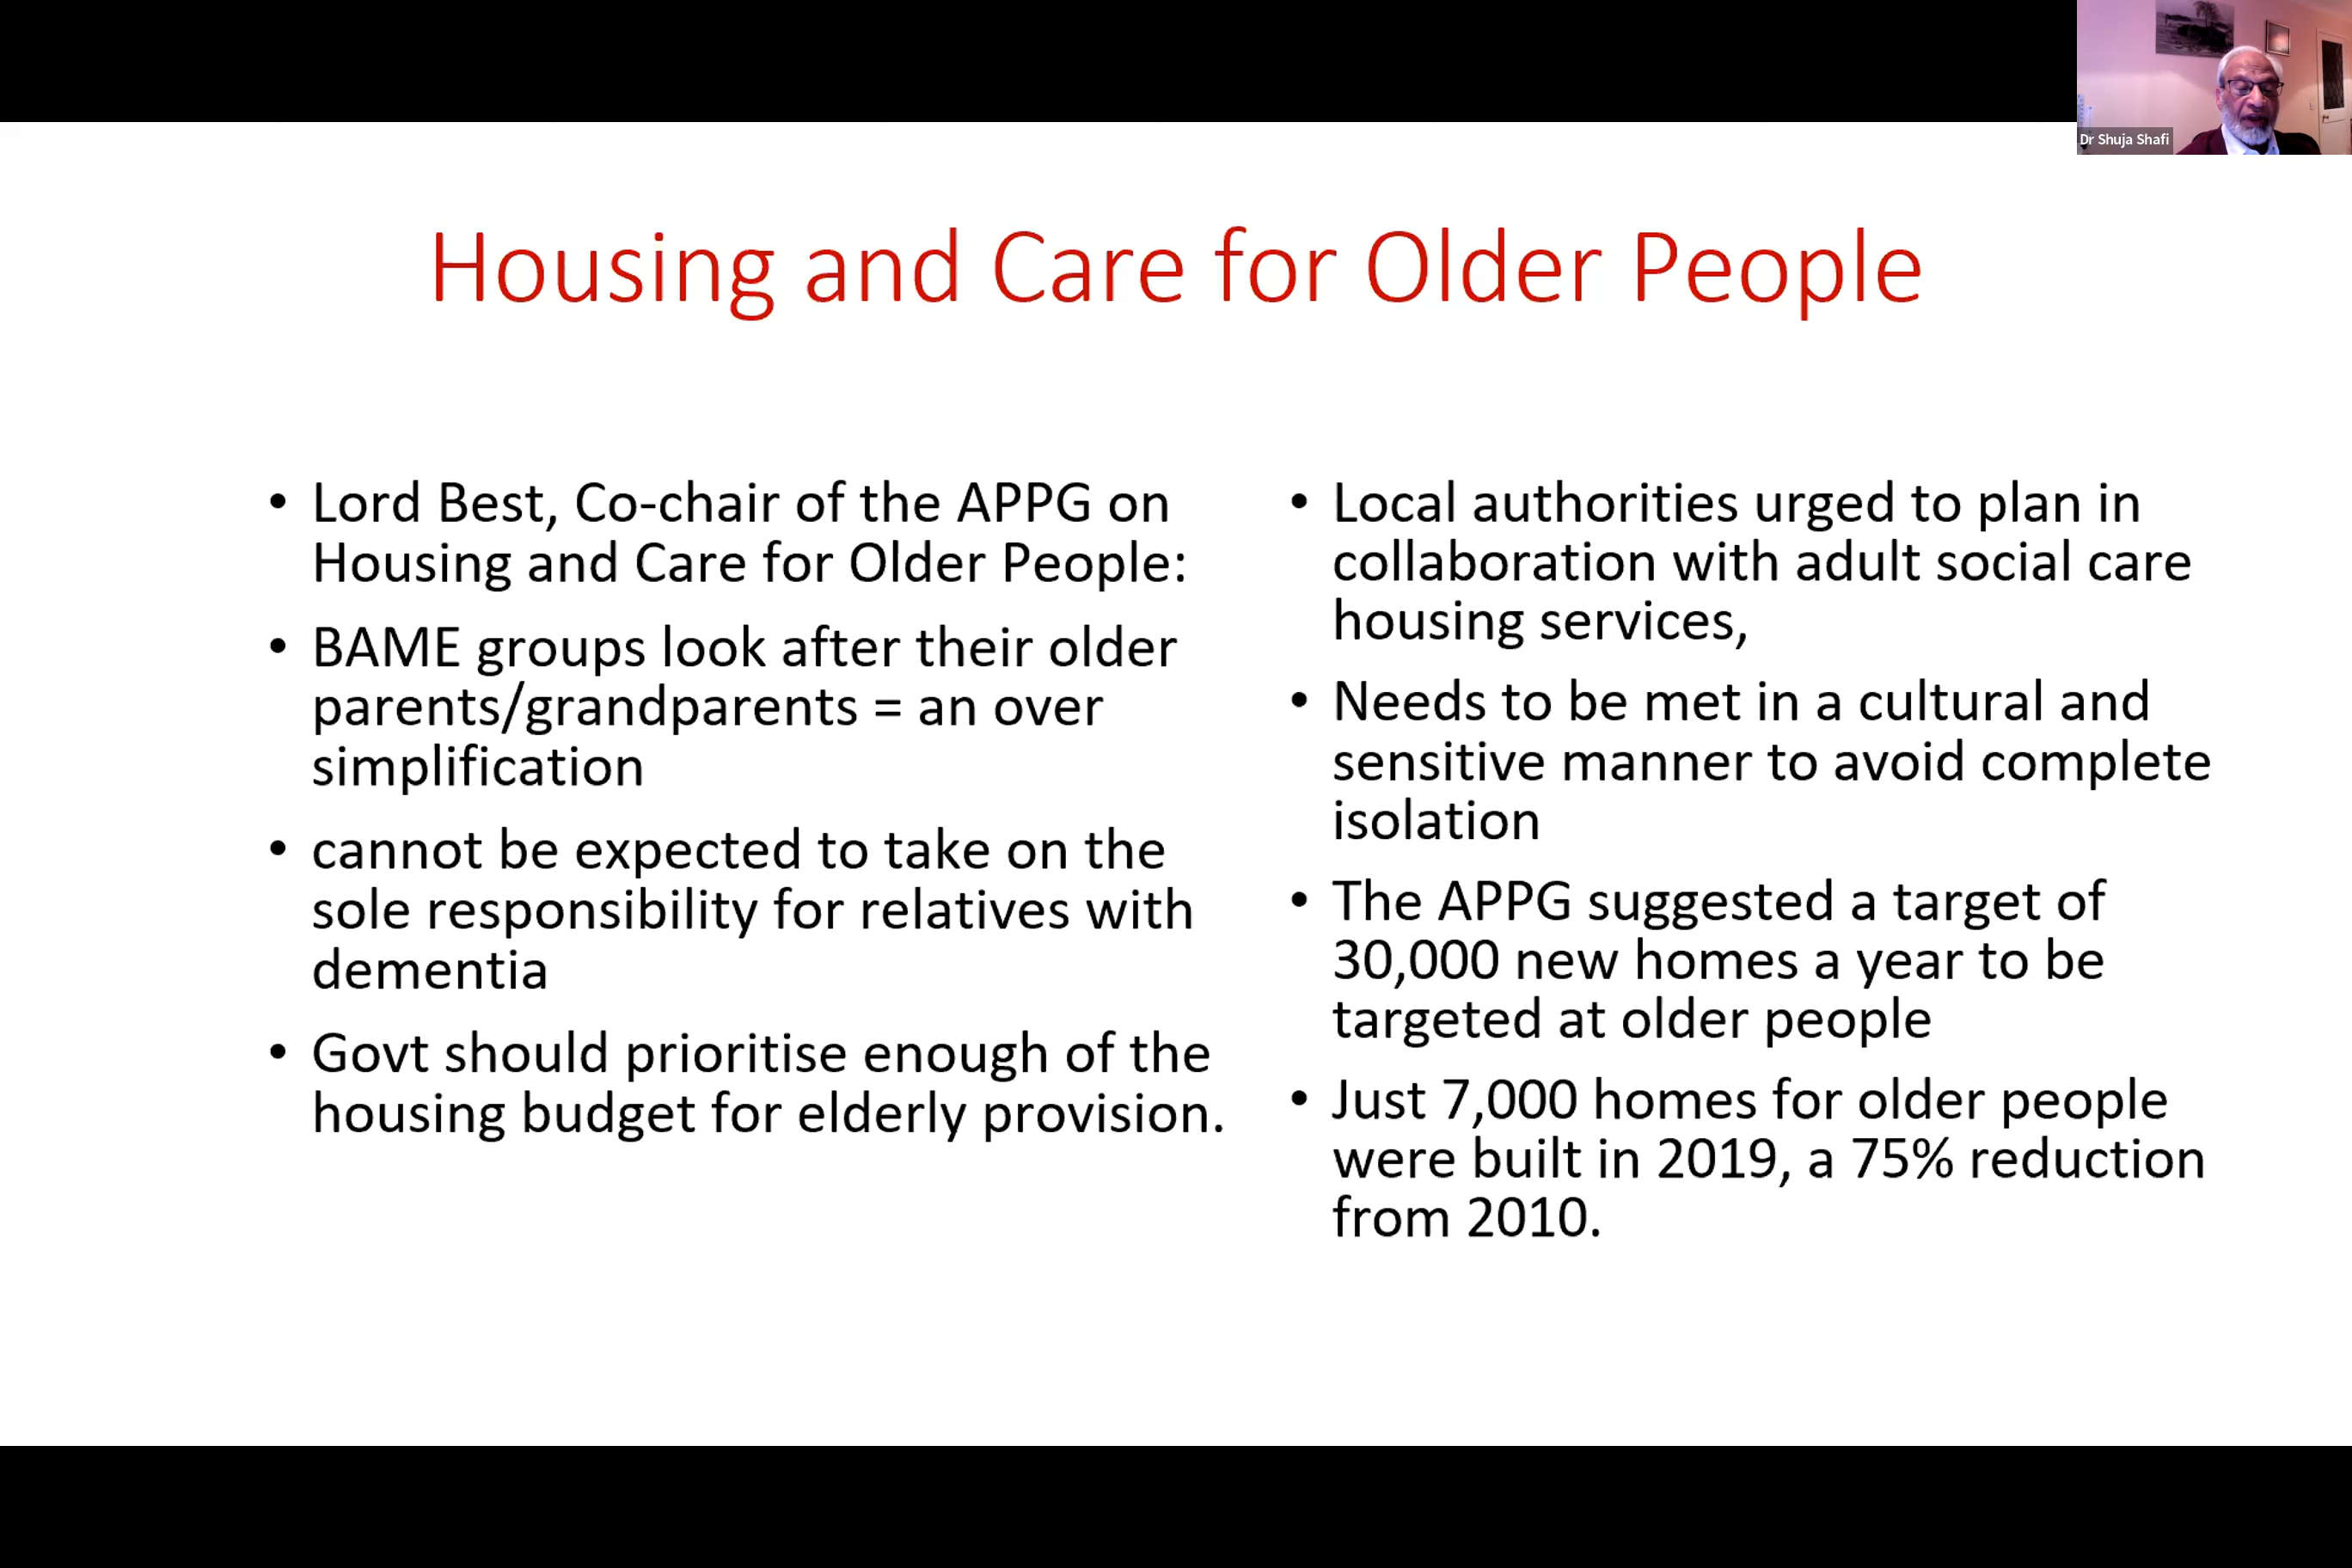 Dr Shuja Shafi
Housing and Care for Older People
• Lord Best, Co-chair of the APPG on
Housing and Care for Older People:
• BAME groups look after their older
parents/grandparents = an over
simplification
• cannot be expected to take on the
sole responsibility for relatives with
dementia
• Govt should prioritise enough of the
housing budget for elderly provision.
• Local authorities urged to plan in
collaboration with adult social care
housing services,
• Needs to be met in a cultural and
sensitive manner to avoid complete
isolation
• The APPG suggested a target of
30,000 new homes a year to be
targeted at older people
• Just 7,000 homes for older people
were built in 2019, a 75% reduction
from 2010.